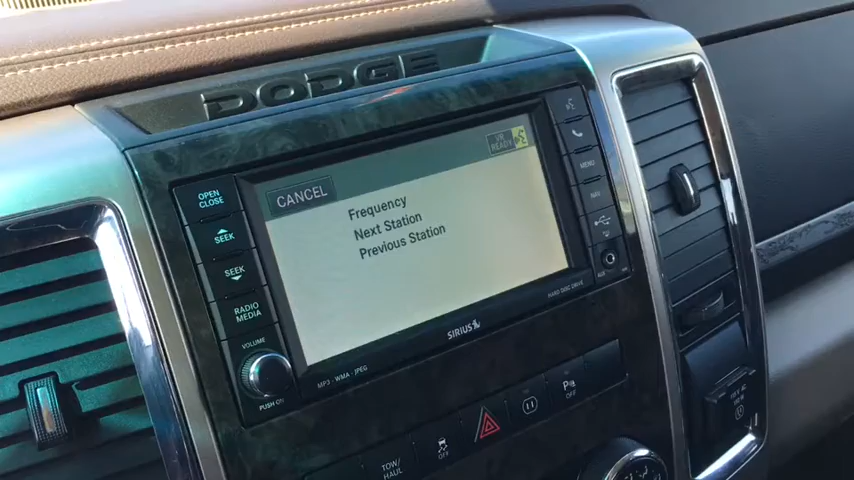 DODGE
OPEN
CLOSE
SEEK
SEEK
RADIO
MEDIA
VOLUME
PUSH ON
CANCEL
VR
READY
Frequency
Next Station
Previous Station
MENU
NAV
AUX
MP3 - WMA - JPEG
SIRIUS
HARD DISC DRIVE
TOW/
HAUL
OFF
OFF